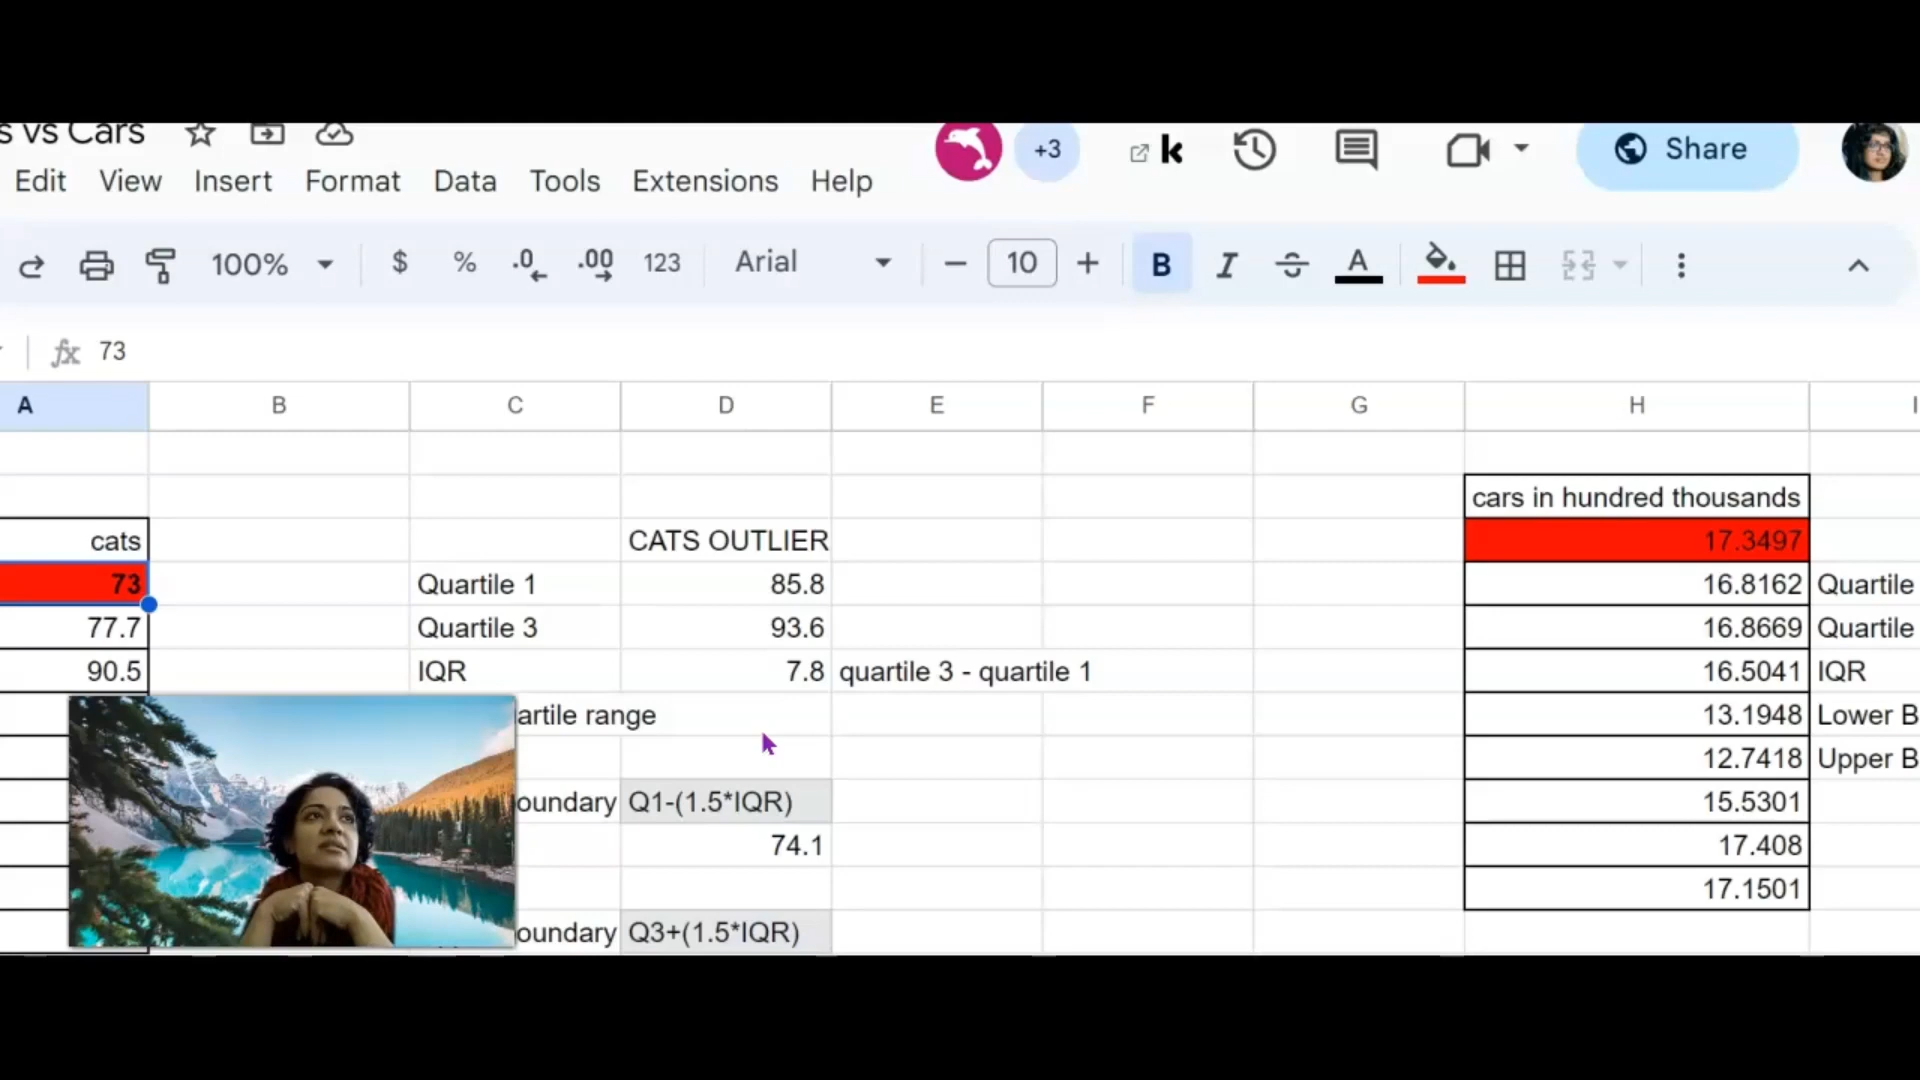 s vs Cars
+3
k
Share
Edit View Insert Format Data Tools Extensions Help
100% $ % .0 .00 123 Arial 10 B I S A
fx 73
A B C D E F G H I
cars in hundred thousands
cats CATS OUTLIER 17.3497
73 Quartile 1 85.8 16.8162 Quartile
77.7 Quartile 3 93.6 16.8669 Quartile
90.5 IQR 7.8 quartile 3 - quartile 1 16.5041 IQR
artile range 13.1948 Lower B
12.7418 Upper B
oundary Q1-(1.5*IQR) 15.5301
74.1 17.408
17.1501
oundary Q3+(1.5*IQR)